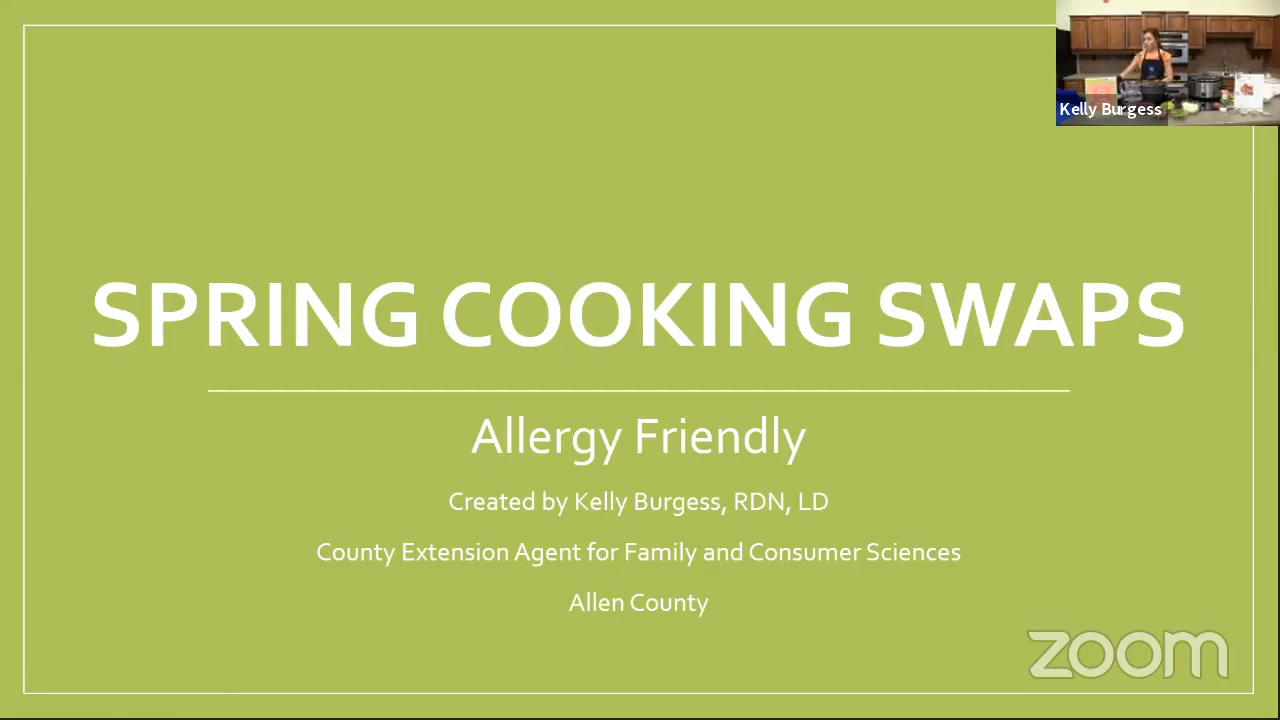 Kelly Burgess
SPRING COOKING SWAPS
Allergy Friendly
Created by Kelly Burgess, RDN, LD
County Extension Agent for Family and Consumer Sciences
Allen County
zoom